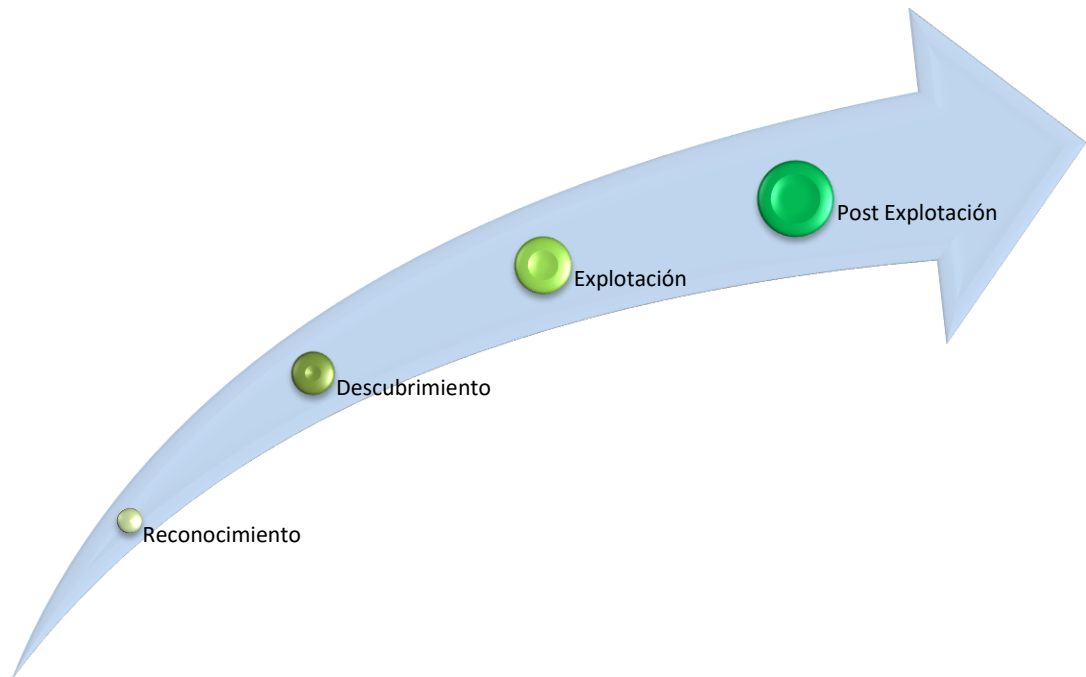 Post Explotación
Explotación
Descubrimiento
Reconocimiento